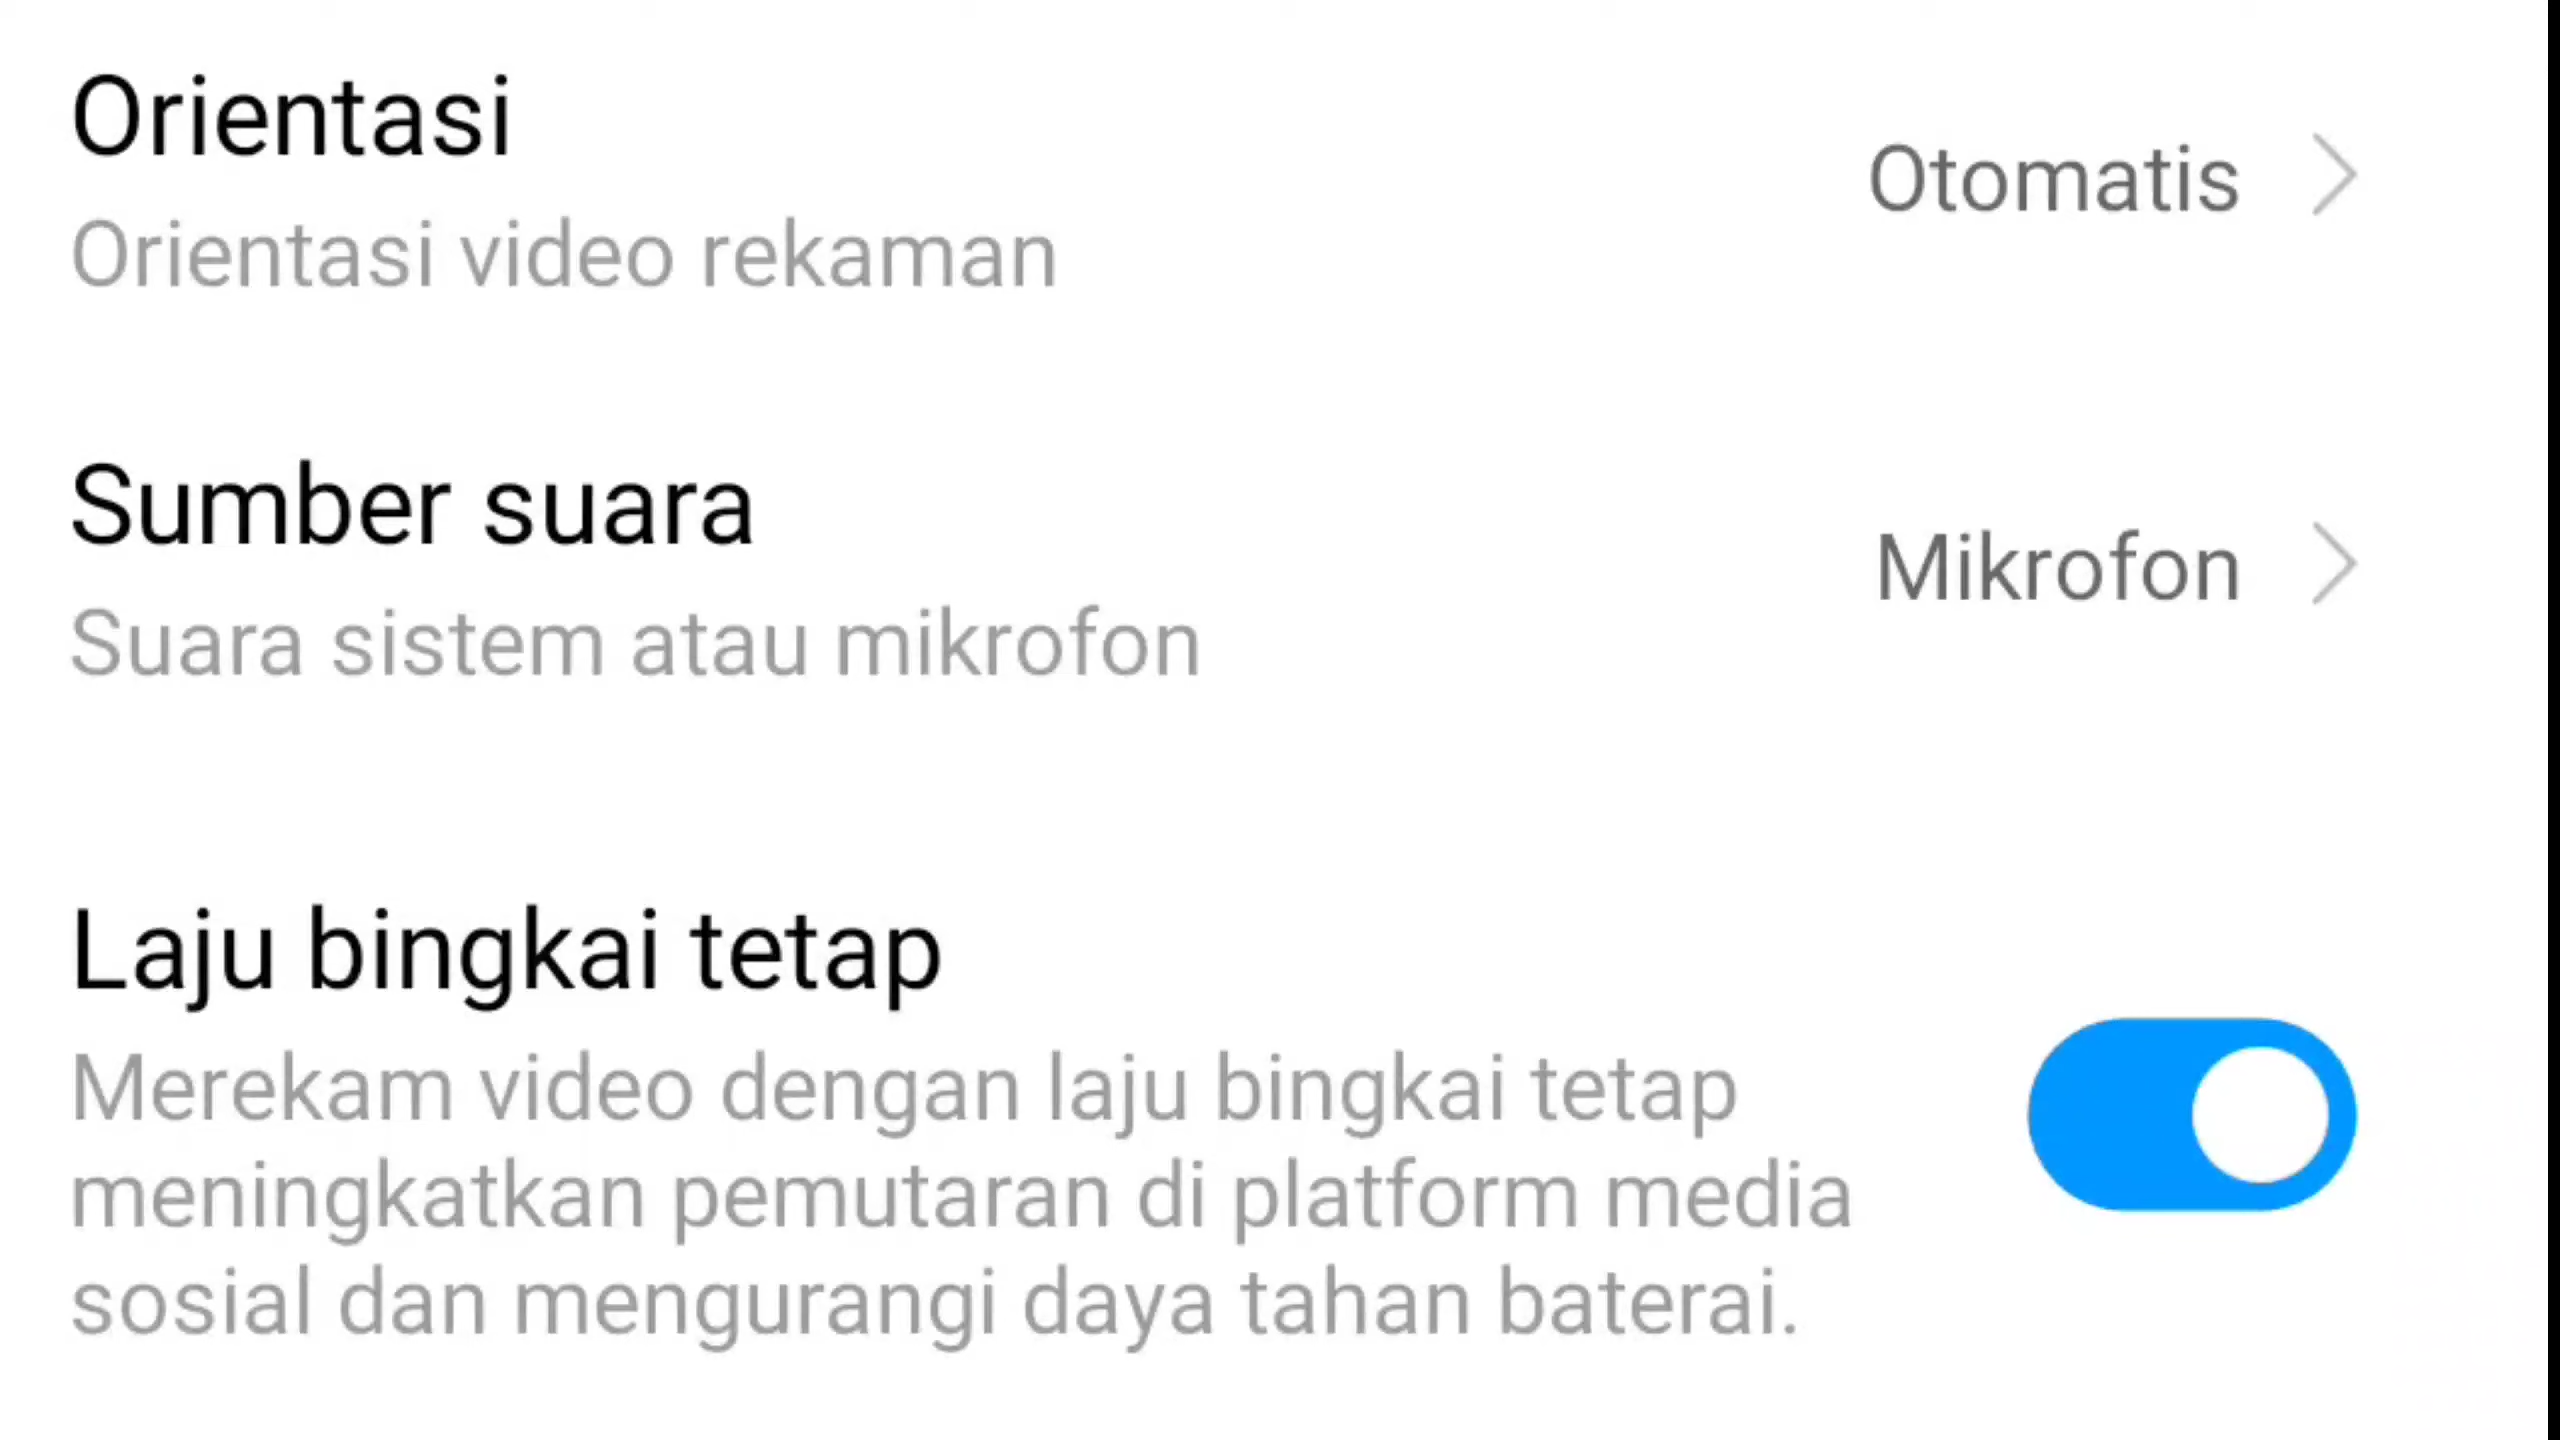 Orientasi
Otomatis
Orientasi video rekaman
Sumber suara
Mikrofon
Suara sistem atau mikrofon
Laju bingkai tetap
Merekam video dengan laju bingkai tetap
meningkatkan pemutaran di platform media
sosial dan mengurangi daya tahan baterai.